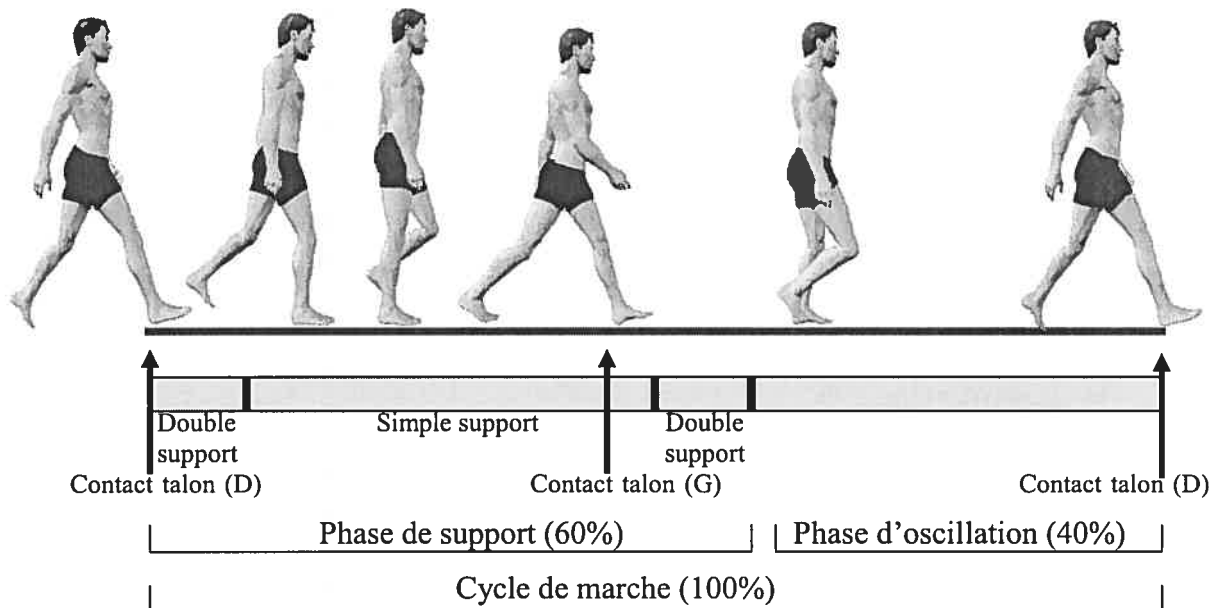 Double
support
Simple support
Double
support
Contact talon (D)
Contact talon (G)
Contact talon (D)
Phase de support (60%)
Phase d'oscillation (40%)
Cycle de marche (100%)